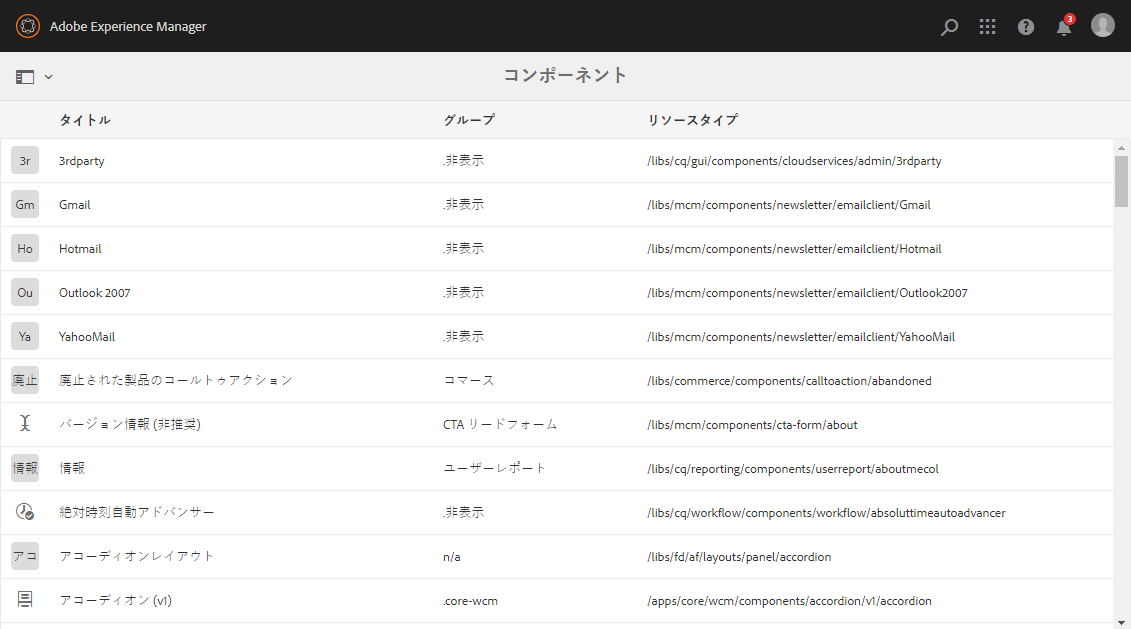 Adobe Experience Manager
3
コンポーネント
タイトル グループ リソースタイプ
3r 3rdparty .非表示 /libs/cq/gui/components/cloudservices/admin/3rdparty
Gm Gmail .非表示 /libs/mcm/components/newsletter/emailclient/Gmail
Ho Hotmail .非表示 /libs/mcm/components/newsletter/emailclient/Hotmail
Ou Outlook 2007 .非表示 /libs/mcm/components/newsletter/emailclient/Outlook2007
Ya YahooMail .非表示 /libs/mcm/components/newsletter/emailclient/YahooMail
廃止 廃止された製品のコールトゥアクション コマース /libs/commerce/components/calltoaction/abandoned
バージョン情報 (非推奨) CTA リードフォーム /libs/mcm/components/cta-form/about
情報 情報 ユーザーレポート /libs/cq/reporting/components/userreport/aboutmecol
絶対時刻自動アドバンサー .非表示 /libs/cq/workflow/components/workflow/absoluttimeautoadvancer
アコ アコーディオンレイアウト n/a /libs/fd/af/layouts/panel/accordion
アコーディオン (v1) .core-wcm /apps/core/wcm/components/accordion/v1/accordion